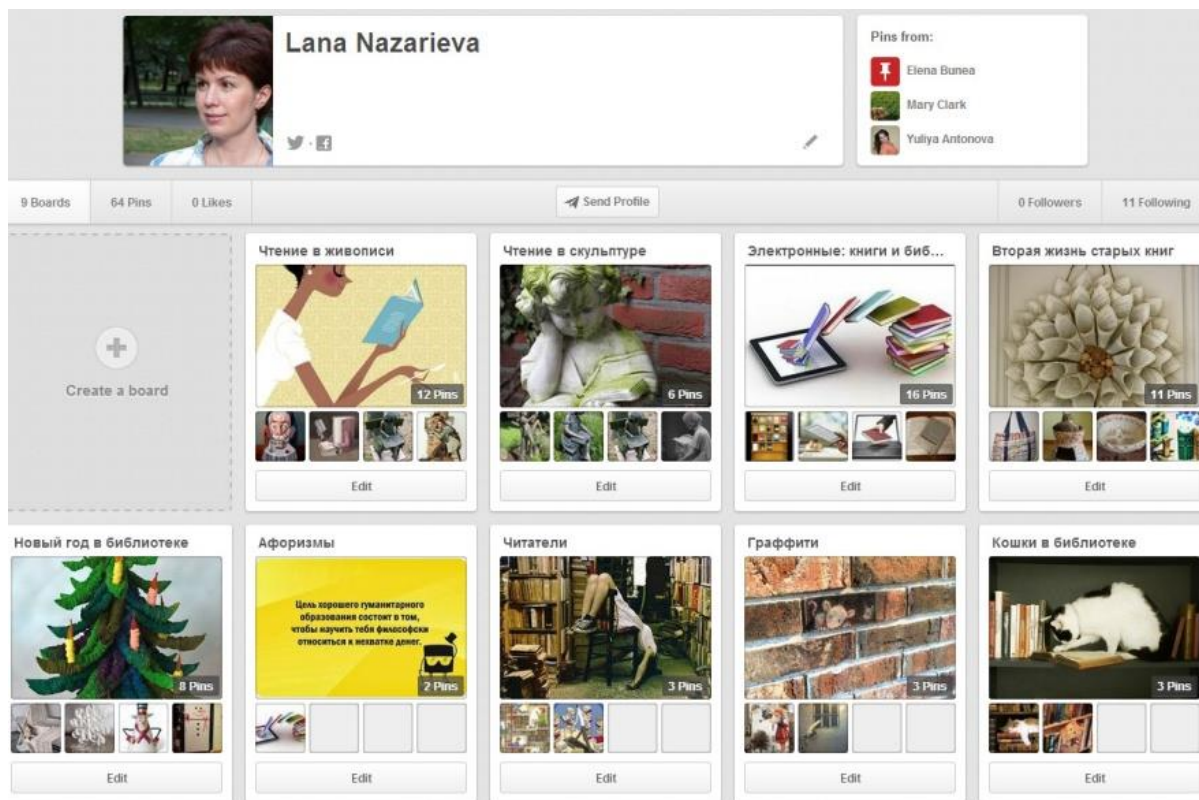 Lana Nazarieva
Pins from:
Elena Bunea
Mary Clark
Yuliya Antonova
9 Boards
64 Pins
0 Likes
Send Profile
0 Followers
11 Following
Create a board
Чтение в живописи
12 Pins
Edit
Чтение в скульптуре
6 Pins
Edit
Электронные: книги и биб...
16 Pins
Edit
Вторая жизнь старых книг
11 Pins
Edit
Новый год в библиотеке
8 Pins
Edit
Афоризмы
Цель хорошего гуманитарного
образования состоит в том,
чтобы научить тебя философски
относиться к нехватке денег.
2 Pins
Edit
Читатели
3 Pins
Edit
Граффити
3 Pins
Edit
Кошки в библиотеке
3 Pins
Edit